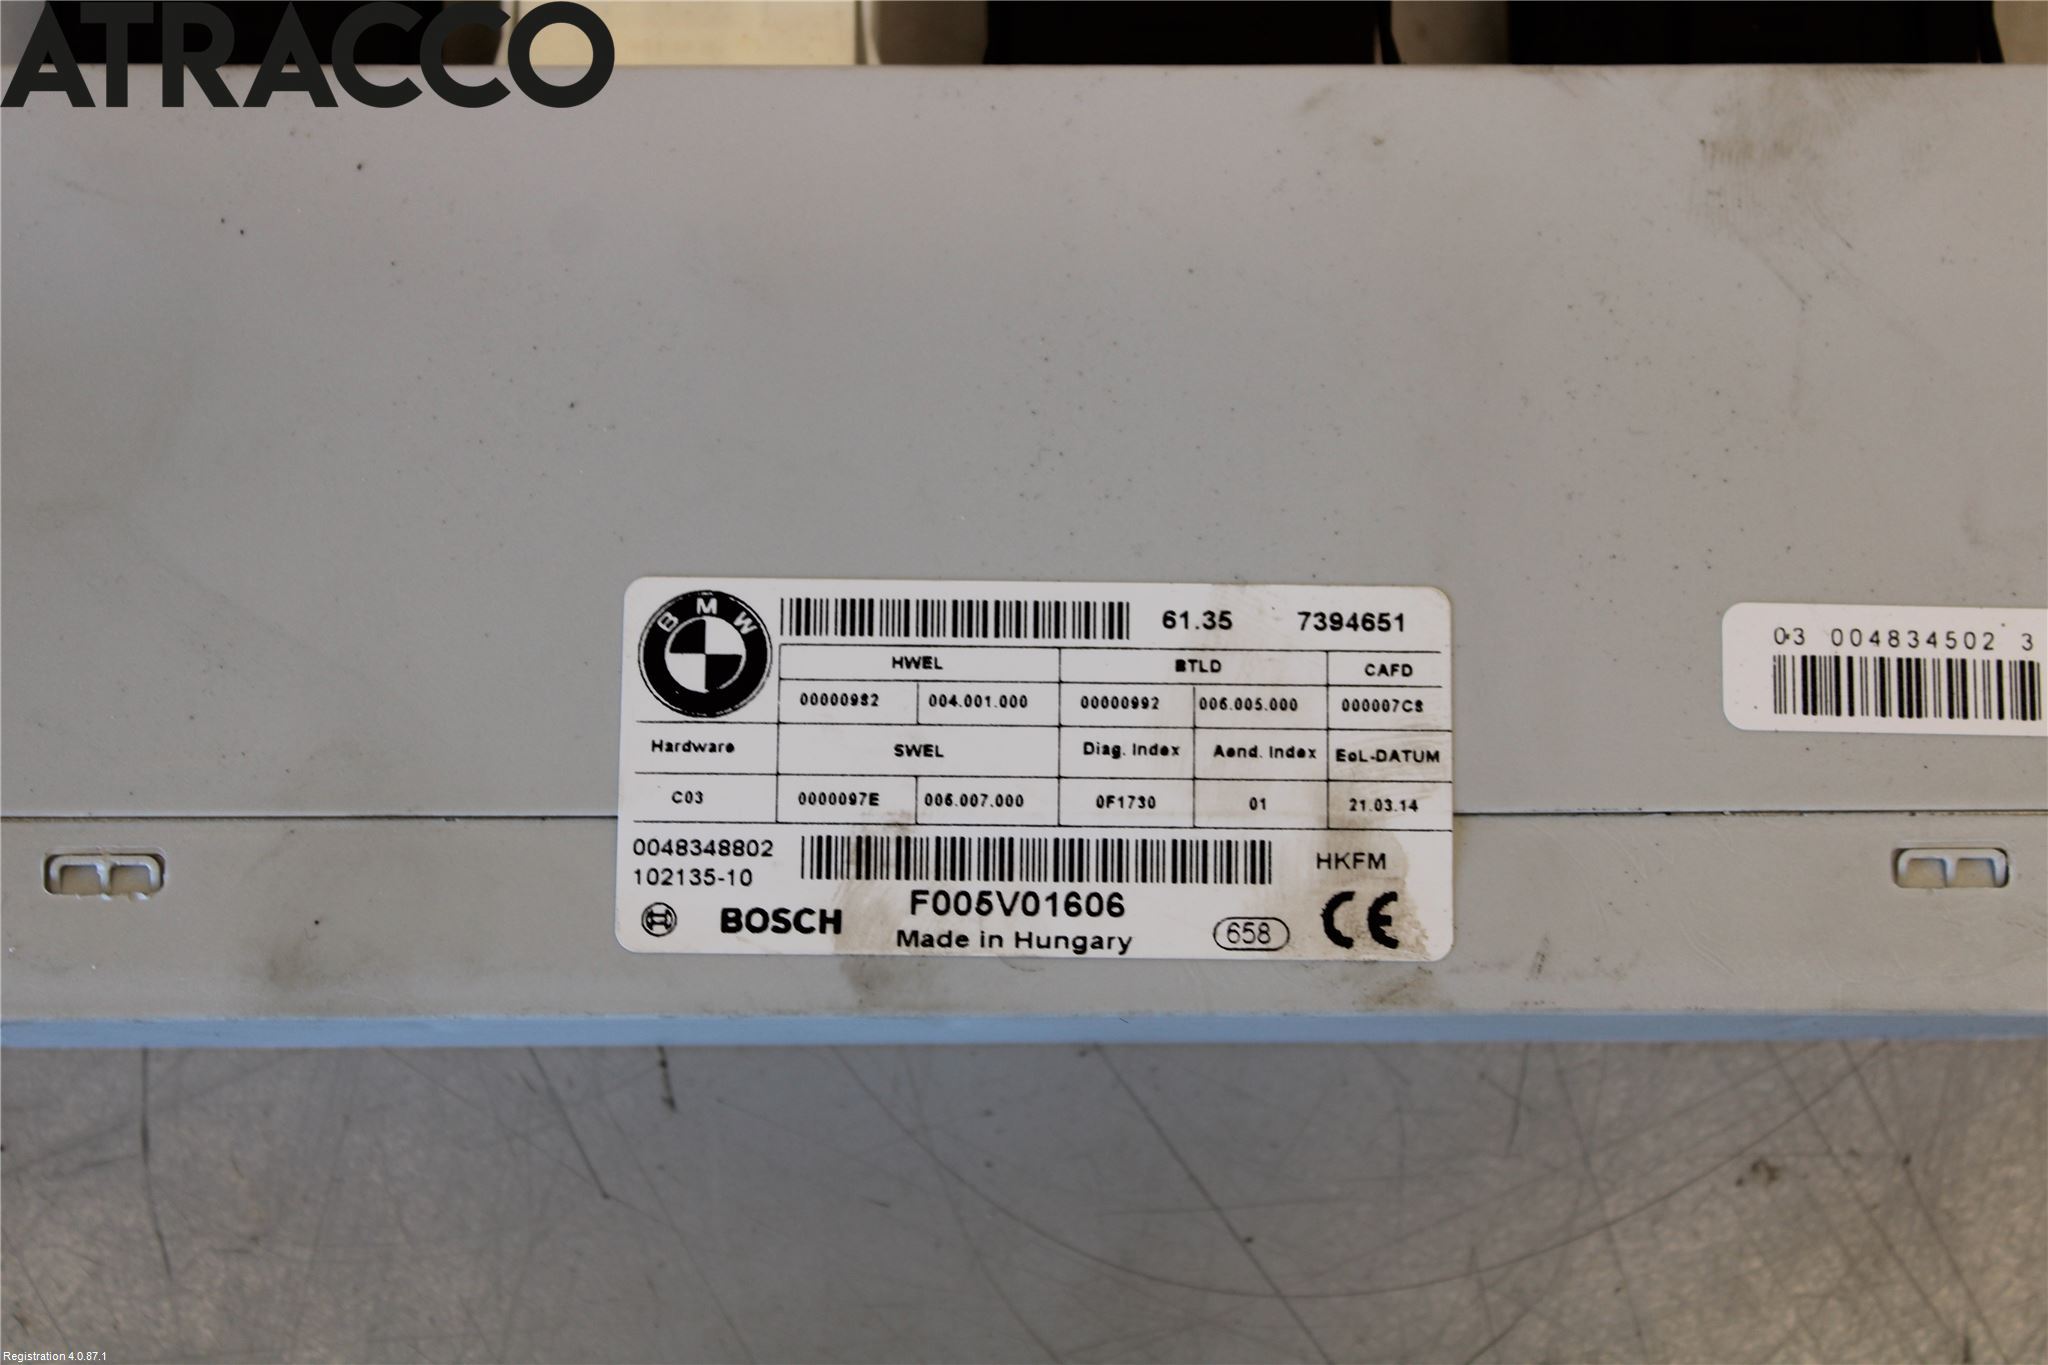 ATRACCO
BMW
61.35 7394651
HWEL BTLD CAFD
00000982 004.001.000 00000992 006.005.000 000007C8
Hardware SWEL Diag. Index Aend. Index EoL-DATUM
C03 0000097E 006.007.000 0F1730 01 21.03.14
0048348802
102135-10
HKFM
F005V01606
BOSCH
Made in Hungary
658
CE
03 004834502 3
Registration 4.0.87.1